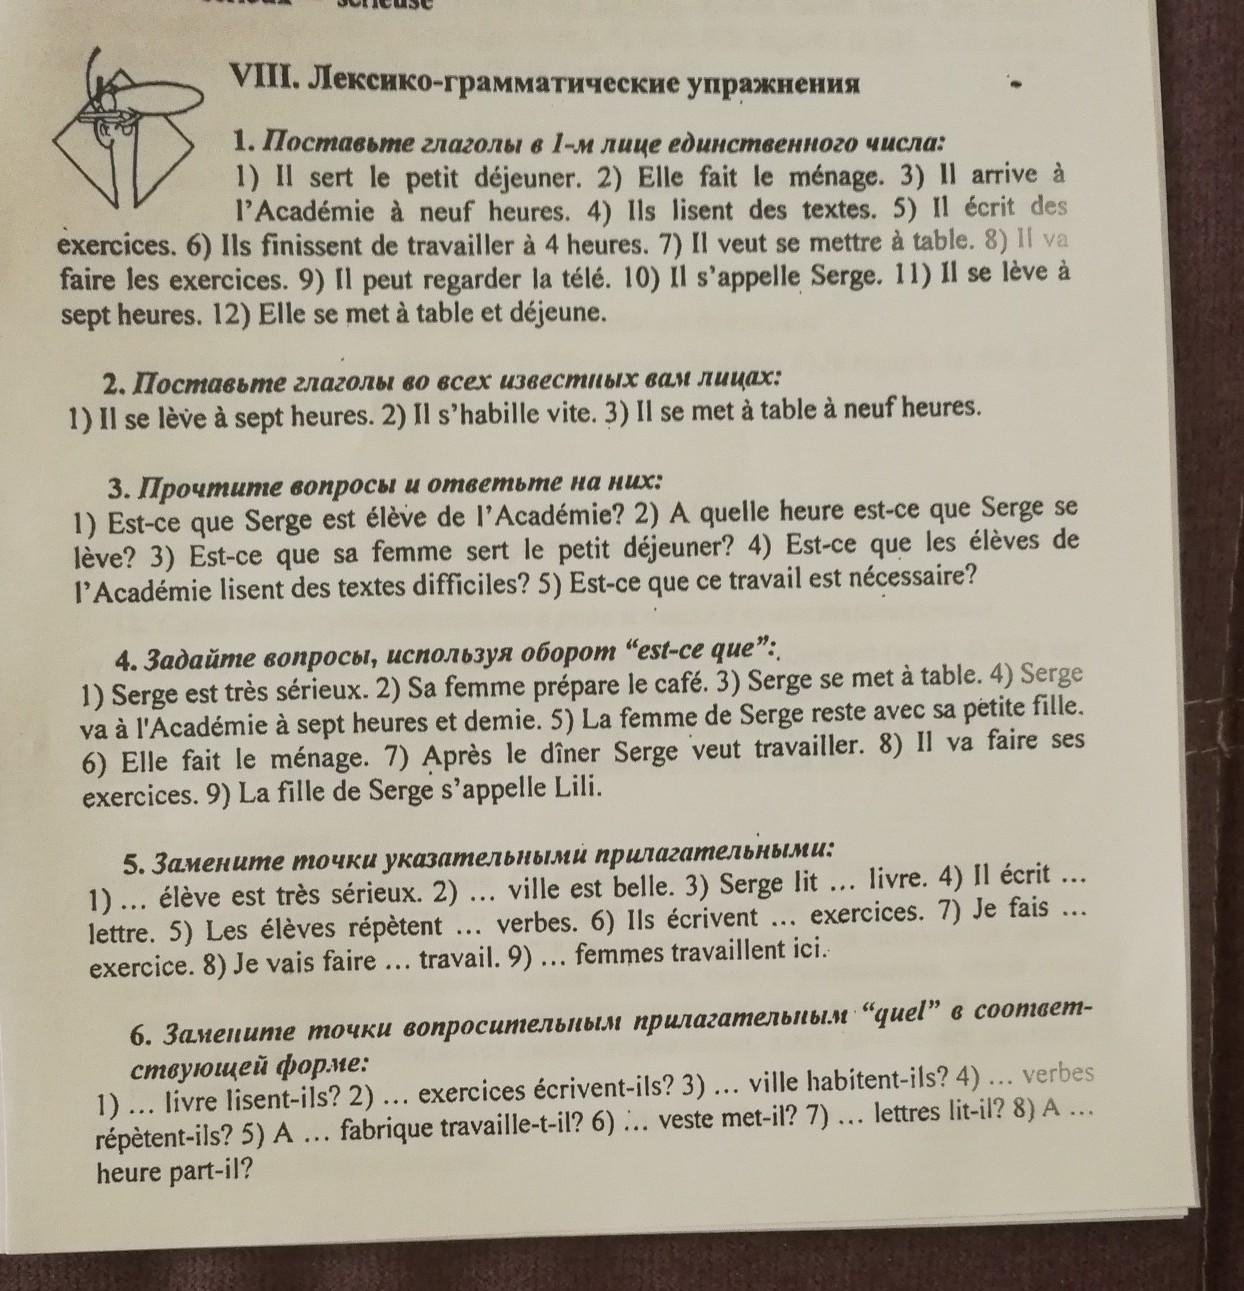 sérieuse
VIII. Лексико-грамматические упражнения
1. Поставьте глаголы в 1-м лице единственного числа:
1) Il sert le petit déjeuner. 2) Elle fait le ménage. 3) Il arrive à
l'Académie à neuf heures. 4) Ils lisent des textes. 5) Il écrit des
exercices. 6) Ils finissent de travailler à 4 heures. 7) Il veut se mettre à table. 8) Il va
faire les exercices. 9) Il peut regarder la télé. 10) Il s'appelle Serge. 11) Il se lève à
sept heures. 12) Elle se met à table et déjeune.
2. Поставьте глаголы во всех известных вам лицах:
1) Il se lève à sept heures. 2) Il s'habille vite. 3) Il se met à table à neuf heures.
3. Прочтите вопросы и ответьте на них:
1) Est-ce que Serge est élève de l'Académie? 2) A quelle heure est-ce que Serge se
lève? 3) Est-ce que sa femme sert le petit déjeuner? 4) Est-ce que les élèves de
l'Académie lisent des textes difficiles? 5) Est-ce que ce travail est nécessaire?
4. Задайте вопросы, используя оборот “est-ce que”:
1) Serge est très sérieux. 2) Sa femme prépare le café. 3) Serge se met à table. 4) Serge
va à l'Académie à sept heures et demie. 5) La femme de Serge reste avec sa petite fille.
6) Elle fait le ménage. 7) Après le dîner Serge veut travailler. 8) Il va faire ses
exercices. 9) La fille de Serge s'appelle Lili.
5. Замените точки указательными прилагательными:
1) ... élève est très sérieux. 2) ... ville est belle. 3) Serge lit ... livre. 4) Il écrit ...
lettre. 5) Les élèves répètent ... verbes. 6) Ils écrivent ... exercices. 7) Je fais ...
exercice. 8) Je vais faire ... travail. 9) ... femmes travaillent ici.
6. Замените точки вопросительным прилагательным “quel” в соответ-
ствующей форме:
1) ... livre lisent-ils? 2) ... exercices écrivent-ils? 3) ... ville habitent-ils? 4) ... verbes
répètent-ils? 5) A ... fabrique travaille-t-il? 6) ... veste met-il? 7) ... lettres lit-il? 8) A ...
heure part-il?